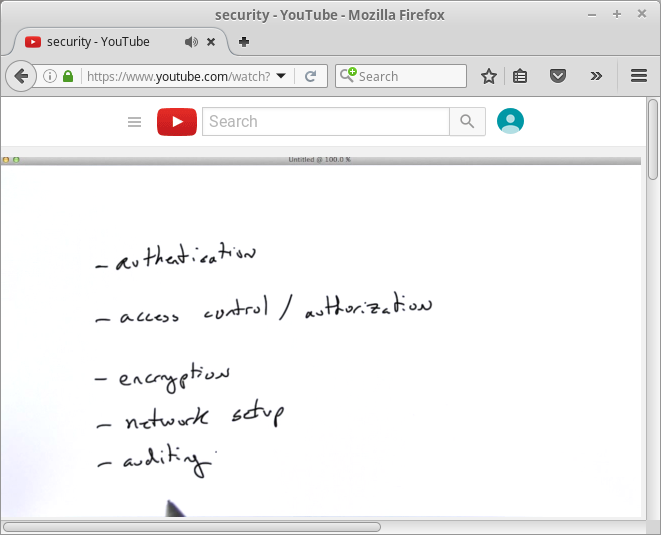 security - YouTube - Mozilla Firefox
security - YouTube
https://www.youtube.com/watch?
Search
Search
Untitled @ 100.0 %
- authentication
- access control / authorization
- encryption
- network setup
- auditing